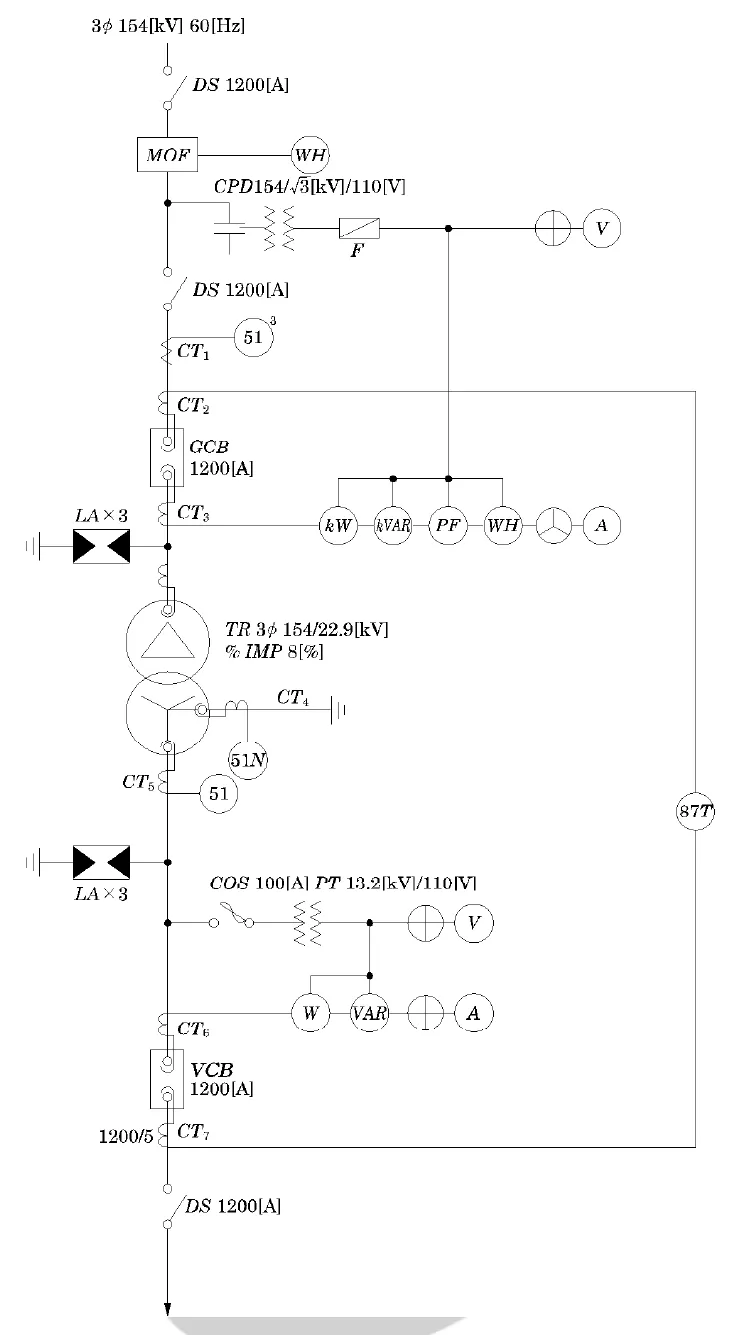 3ϕ 154[kV] 60[Hz]
DS 1200[A]
MOF
WH
CPD154/√3[kV]/110[V]
F
V
DS 1200[A]
51
3
CT₁
CT₂
GCB
1200[A]
CT₃
LA×3
kW
kVAR
PF
WH
A
TR 3ϕ 154/22.9[kV]
% IMP 8[%]
CT₄
51N
CT₅
51
87T
LA×3
COS 100[A] PT 13.2[kV]/110[V]
V
W
VAR
A
CT₆
VCB
1200[A]
1200/5
CT₇
DS 1200[A]